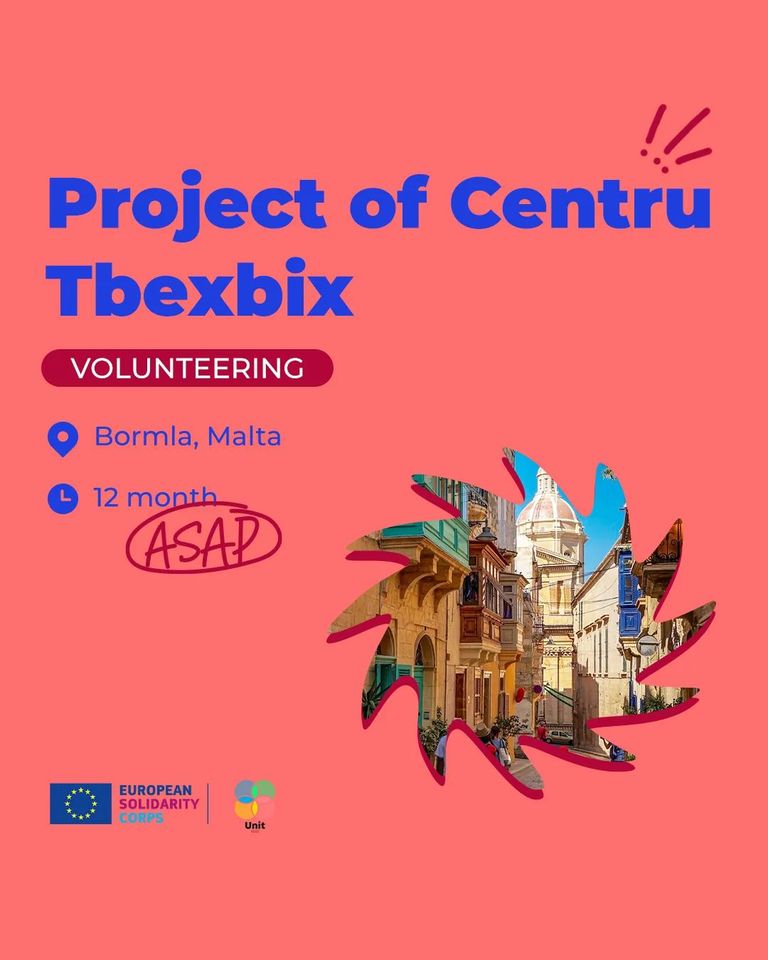 Project of Centru
Tbexbix
VOLUNTEERING
Bormla, Malta
12 month
ASAP
EUROPEAN
SOLIDARITY
CORPS
Unit